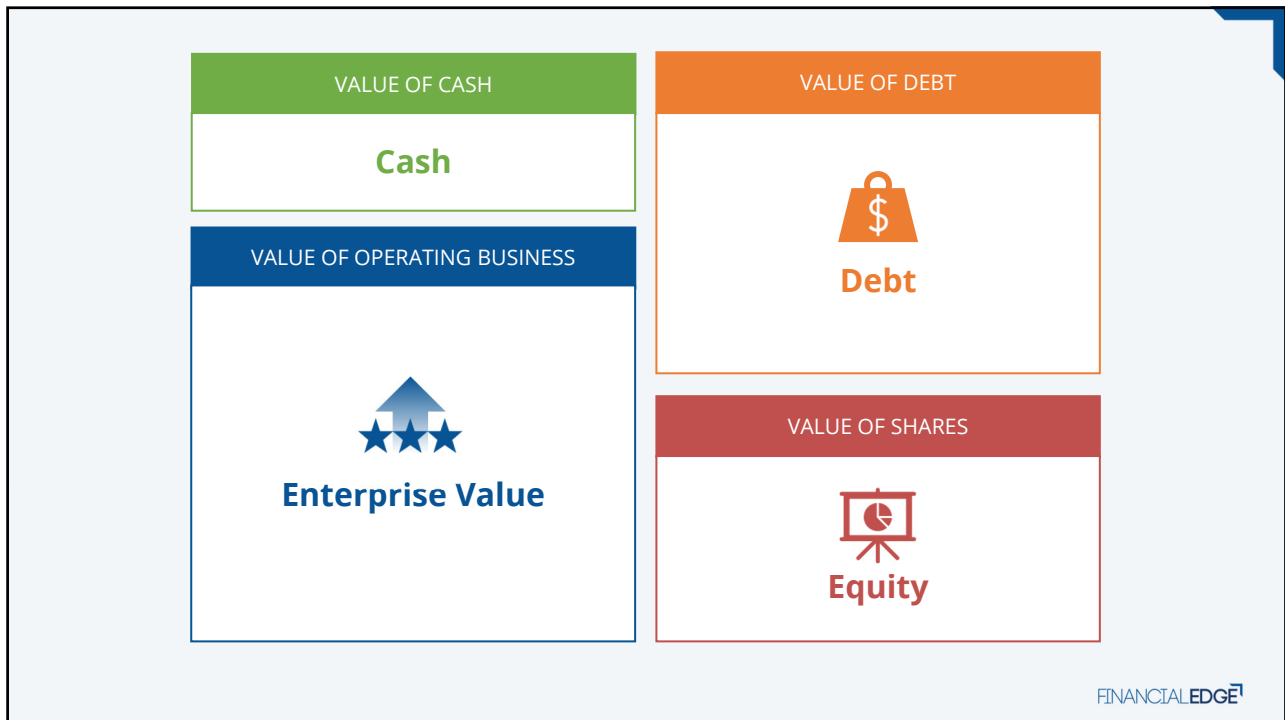 VALUE OF CASH
Cash
VALUE OF OPERATING BUSINESS
Enterprise Value
VALUE OF DEBT
$
Debt
VALUE OF SHARES
Equity
FINANCIALEDGE